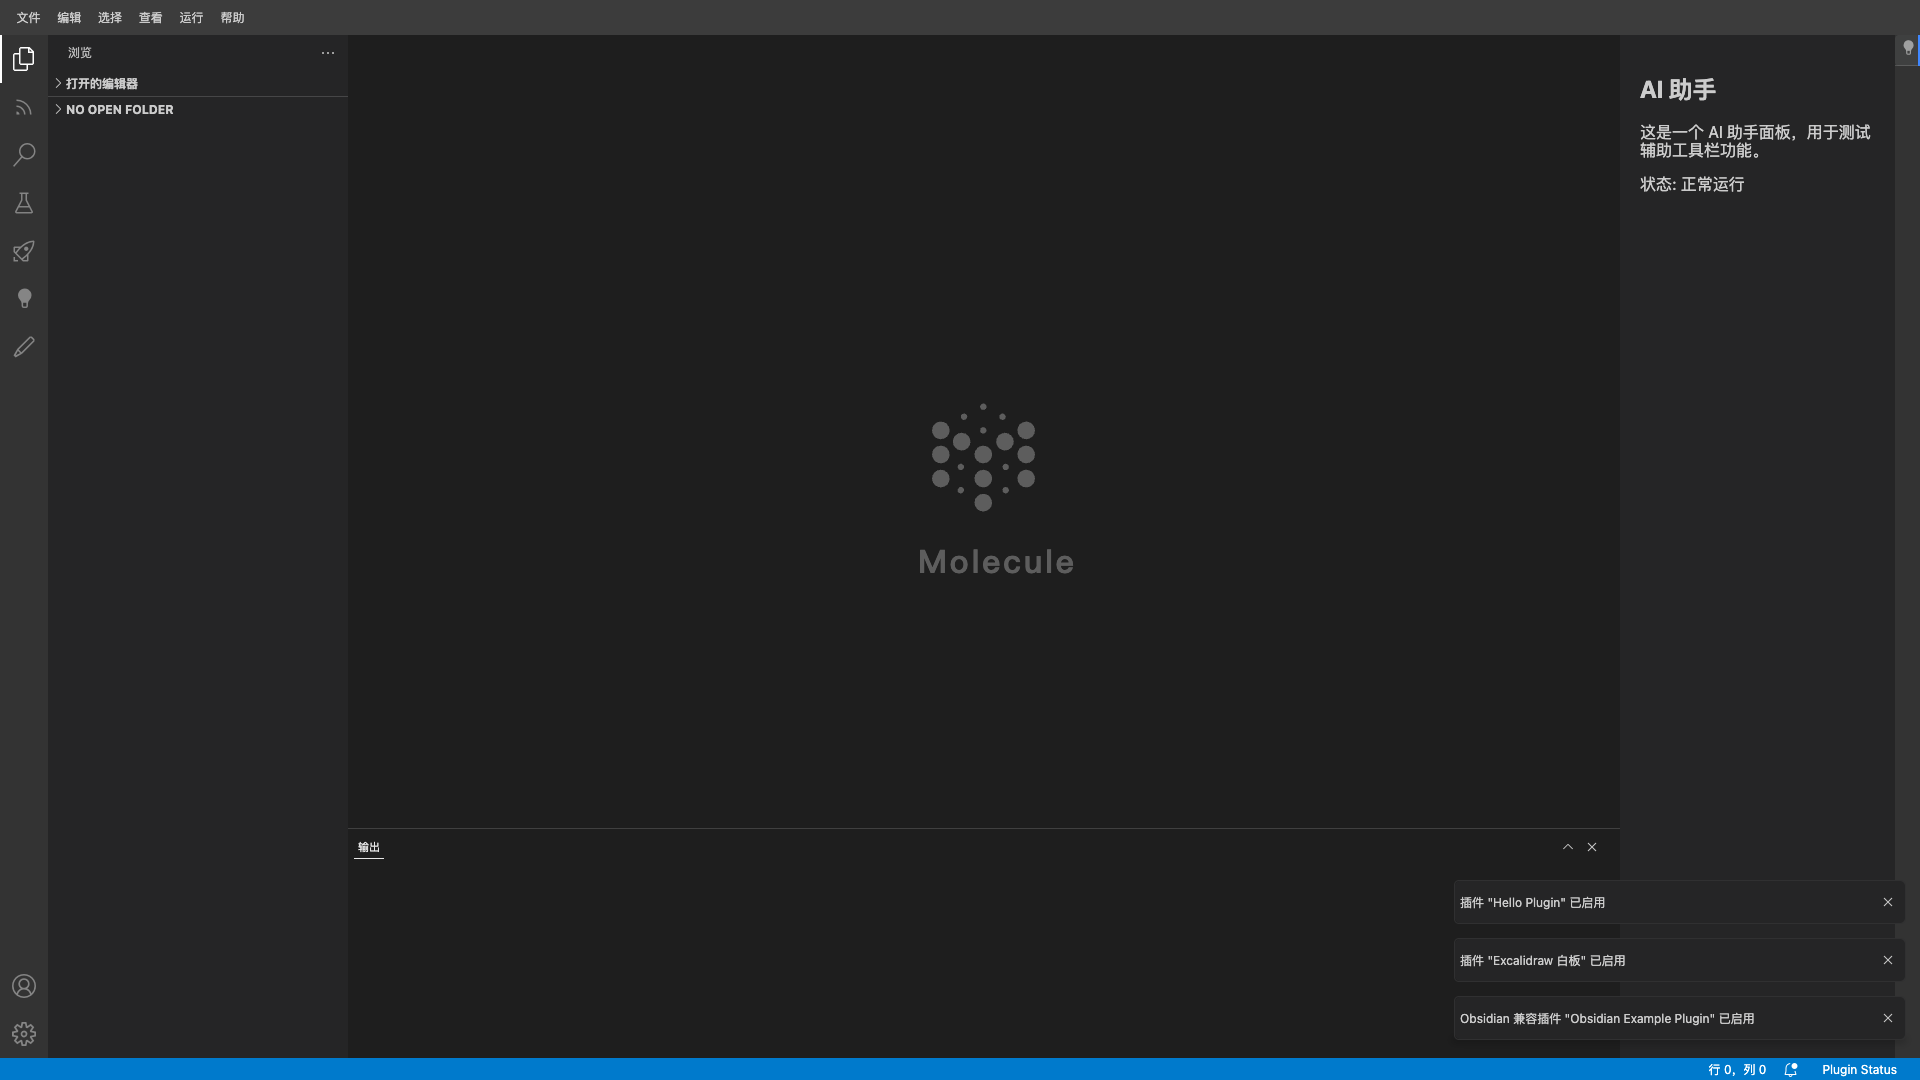 文件 编辑 选择 查看 运行 帮助
浏览
打开的编辑器
NO OPEN FOLDER
Molecule
输出
AI 助手
这是一个 AI 助手面板，用于测试
辅助工具栏功能。
状态: 正常运行
插件 "Hello Plugin" 已启用
插件 "Excalidraw 白板" 已启用
Obsidian 兼容插件 "Obsidian Example Plugin" 已启用
行 0，列 0 Plugin Status